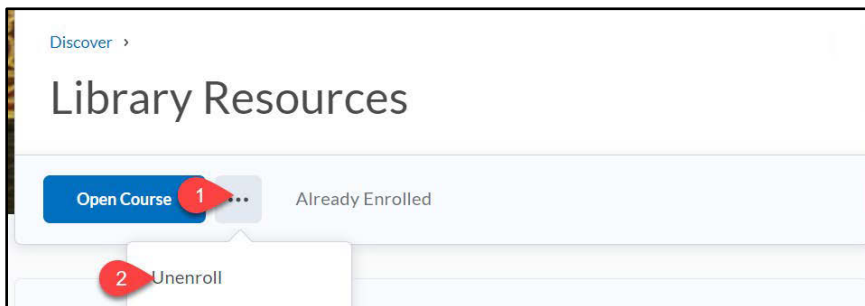 Discover ›
Library Resources
Open Course 1 ... Already Enrolled
2 Unenroll